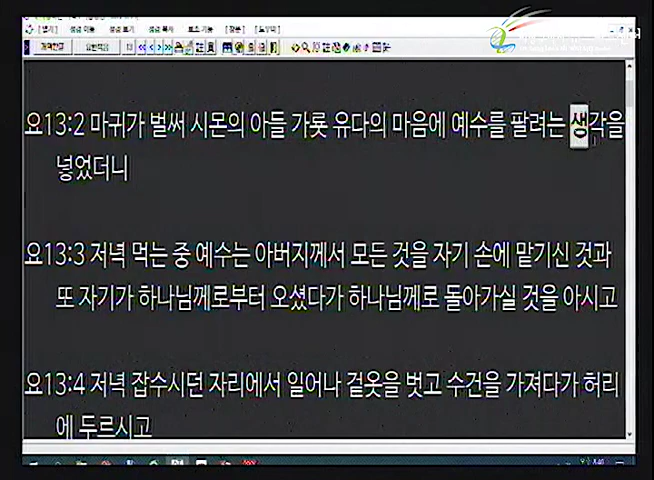 요13:2 마귀가 벌써 시몬의 아들 가룟 유다의 마음에 예수를 팔려는 생각을
넣었더니
요13:3 저녁 먹는 중 예수는 아버지께서 모든 것을 자기 손에 맡기신 것과
또 자기가 하나님께로부터 오셨다가 하나님께로 돌아가실 것을 아시고
요13:4 저녁 잡수시던 자리에서 일어나 겉옷을 벗고 수건을 가져다가 허리
에 두르시고